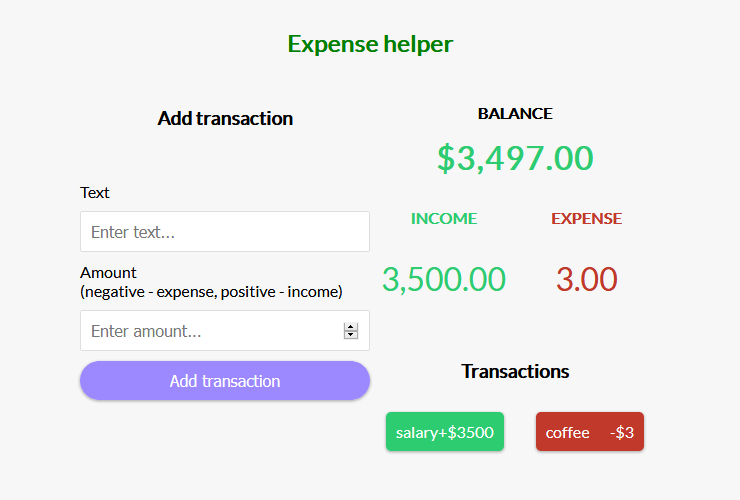 Expense helper
Add transaction
Text
Enter text...
Amount
(negative - expense, positive - income)
Enter amount...
Add transaction
BALANCE
$3,497.00
INCOME EXPENSE
3,500.00 3.00
Transactions
salary+$3500 coffee -$3